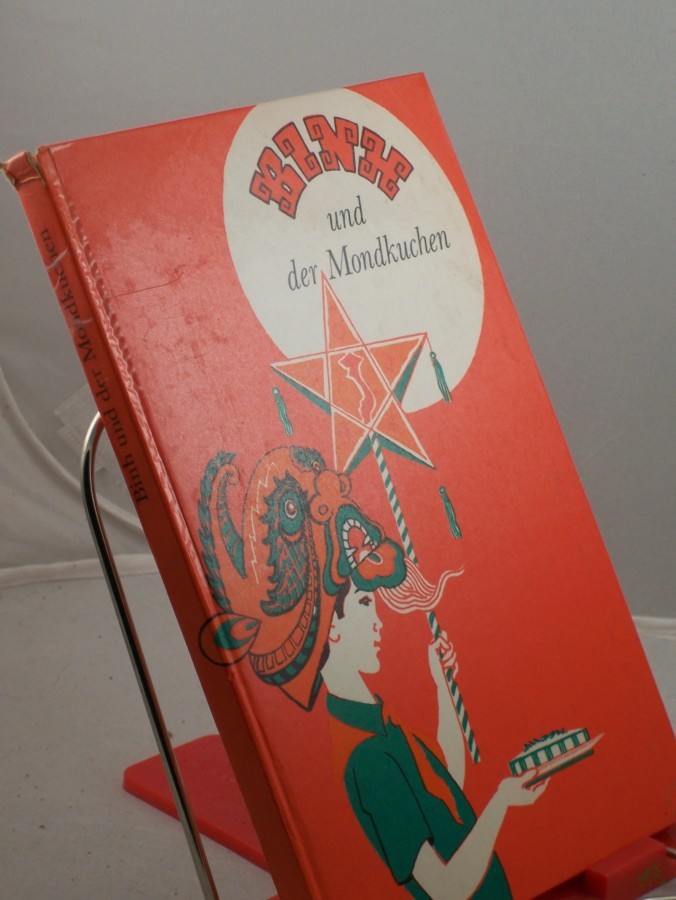 BINH
und
der Mondkuchen
Binh und der Mondkuchen